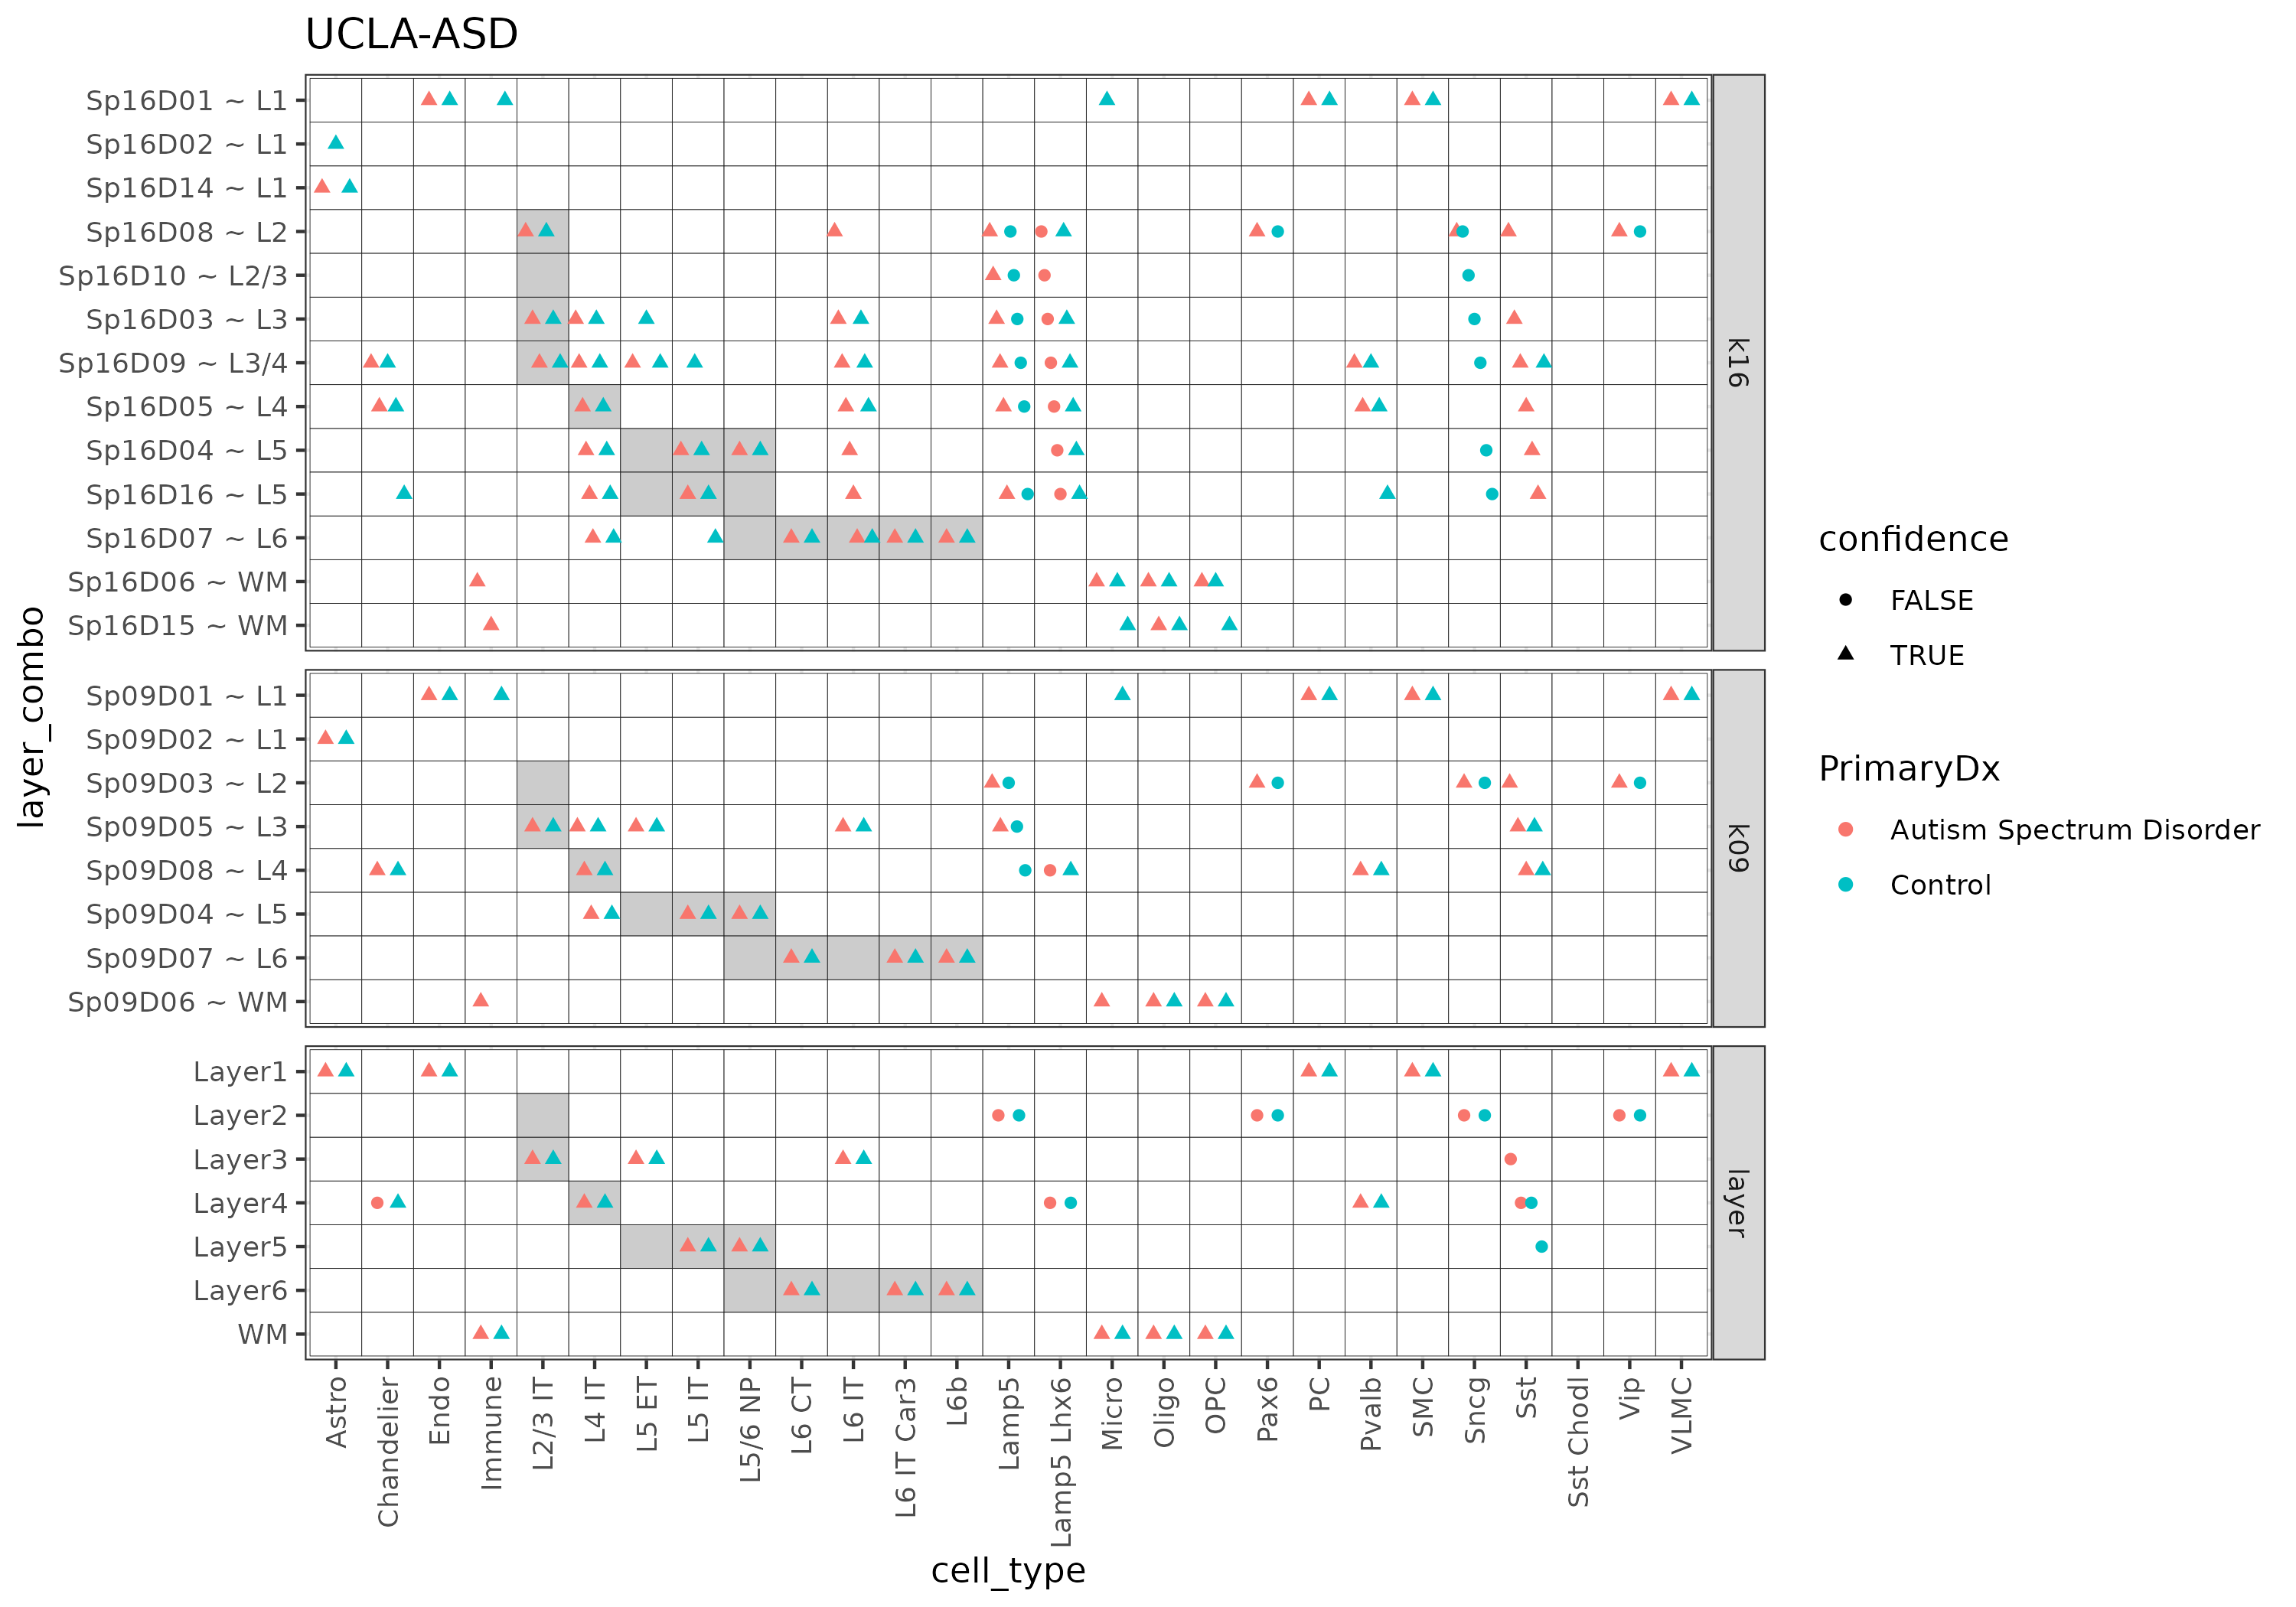 UCLA-ASD
layer_combo
Sp16D01 ~ L1
Sp16D02 ~ L1
Sp16D14 ~ L1
Sp16D08 ~ L2
Sp16D10 ~ L2/3
Sp16D03 ~ L3
Sp16D09 ~ L3/4
Sp16D05 ~ L4
Sp16D04 ~ L5
Sp16D16 ~ L5
Sp16D07 ~ L6
Sp16D06 ~ WM
Sp16D15 ~ WM
k16
Sp09D01 ~ L1
Sp09D02 ~ L1
Sp09D03 ~ L2
Sp09D05 ~ L3
Sp09D08 ~ L4
Sp09D04 ~ L5
Sp09D07 ~ L6
Sp09D06 ~ WM
k09
Layer1
Layer2
Layer3
Layer4
Layer5
Layer6
WM
layer
Astro
Chandelier
Endo
Immune
L2/3 IT
L4 IT
L5 ET
L5 IT
L5/6 NP
L6 CT
L6 IT
L6 IT Car3
L6b
Lamp5
Lamp5 Lhx6
Micro
Oligo
OPC
Pax6
PC
Pvalb
SMC
Sncg
Sst
Sst Chodl
Vip
VLMC
cell_type
confidence
FALSE
TRUE
PrimaryDx
Autism Spectrum Disorder
Control